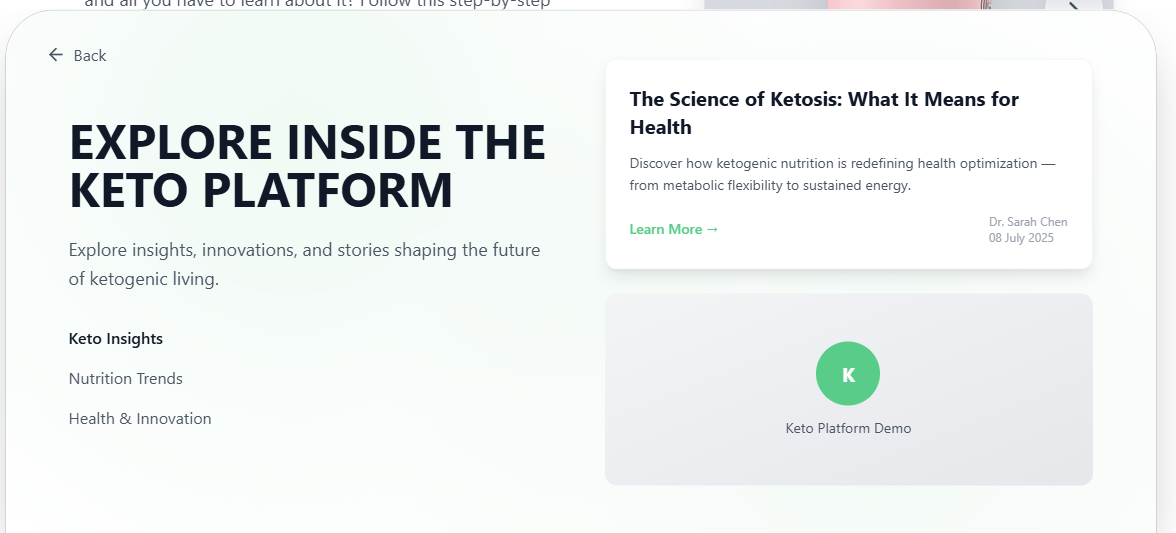 and all you have to learn about it? Follow this step-by-step
Back
EXPLORE INSIDE THE
KETO PLATFORM
Explore insights, innovations, and stories shaping the future
of ketogenic living.
Keto Insights
Nutrition Trends
Health & Innovation
The Science of Ketosis: What It Means for
Health
Discover how ketogenic nutrition is redefining health optimization —
from metabolic flexibility to sustained energy.
Learn More →
Dr. Sarah Chen
08 July 2025
K
Keto Platform Demo